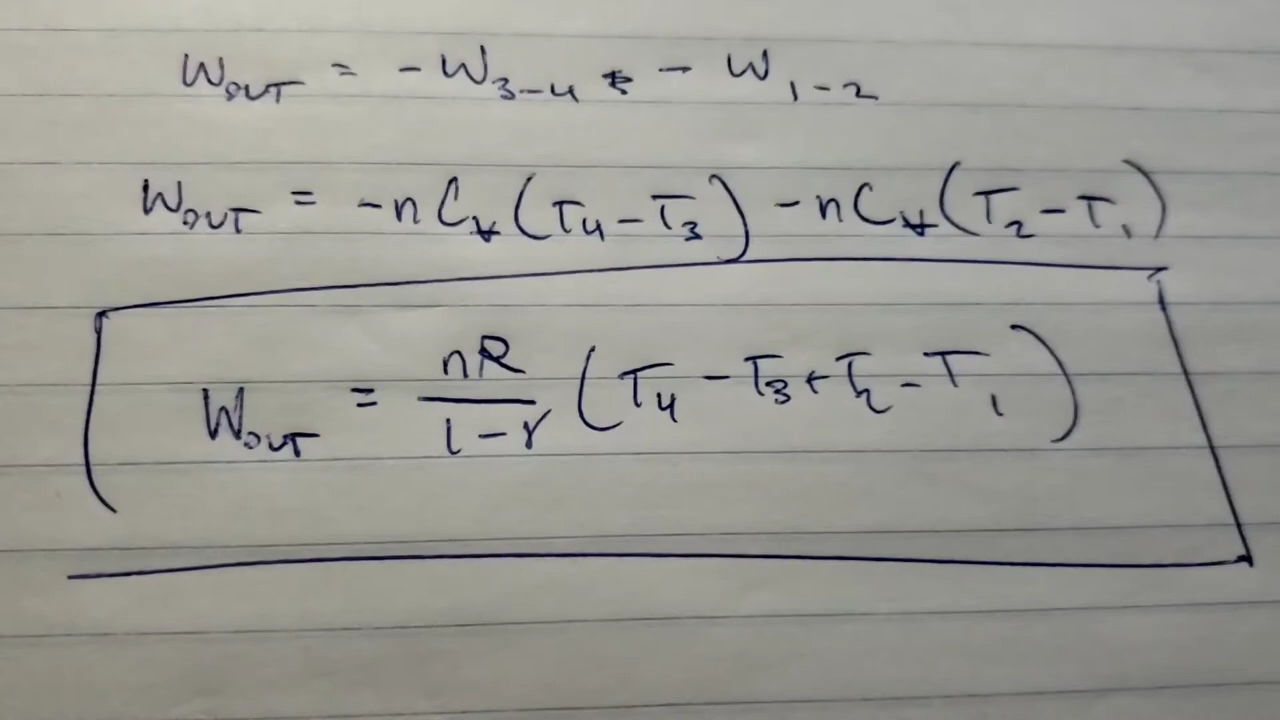 W_OUT = -W_3-4 - W_1-2
W_OUT = -nC_V(T_4-T_3) -nC_V(T_2-T_1)
W_OUT = nR/(1-γ) (T_4-T_3+T_2-T_1)